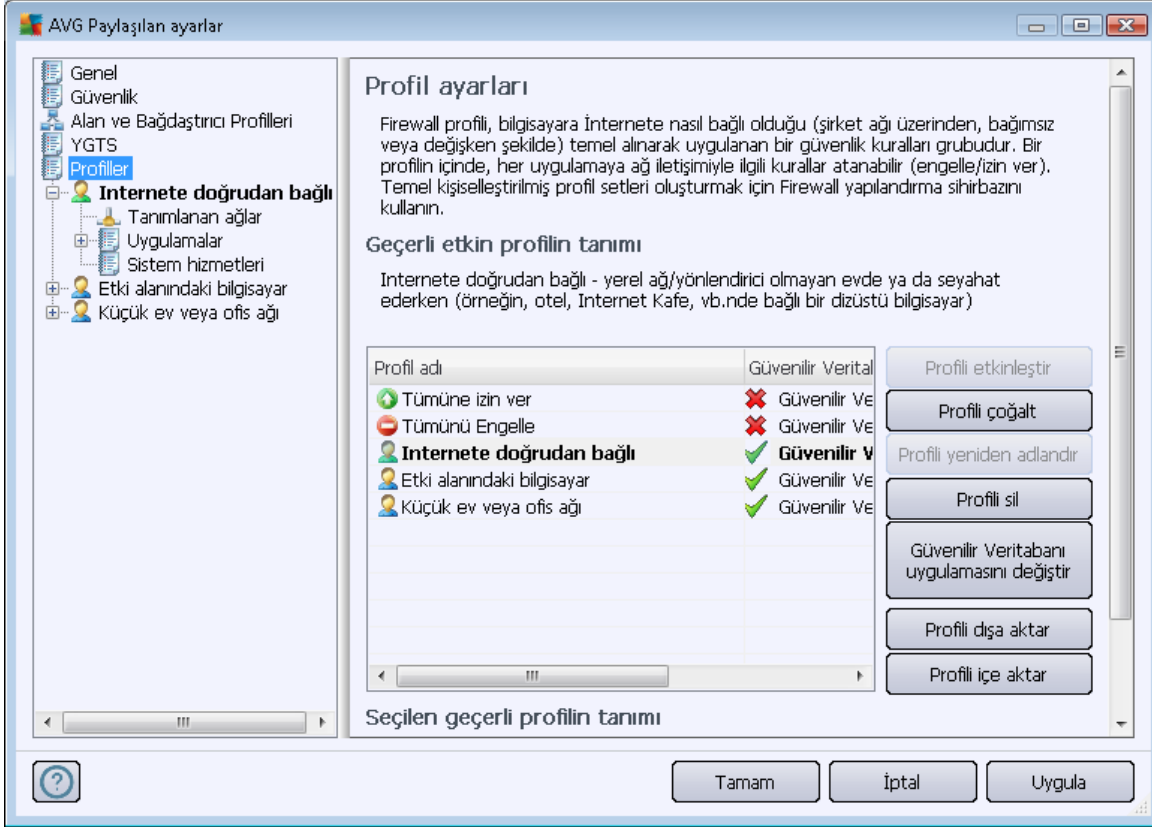 AVG Paylaşılan ayarlar
Genel
Güvenlik
Alan ve Bağdaştırıcı Profilleri
YGTS
Profiller
Internete doğrudan bağlı
Tanımlanan ağlar
Uygulamalar
Sistem hizmetleri
Etki alanındaki bilgisayar
Küçük ev veya ofis ağı
Profil ayarları
Firewall profili, bilgisayara İnternete nasıl bağlı olduğu (şirket ağı üzerinden, bağımsız
veya değişken şekilde) temel alınarak uygulanan bir güvenlik kuralları grubudur. Bir
profilin içinde, her uygulamaya ağ iletişimiyle ilgili kurallar atanabilir (engelle/izin ver).
Temel kişiselleştirilmiş profil setleri oluşturmak için Firewall yapılandırma sihirbazını
kullanın.
Geçerli etkin profilin tanımı
Internete doğrudan bağlı - yerel ağ/yönlendirici olmayan evde ya da seyahat
ederken (örneğin, otel, Internet Kafe, vb.nde bağlı bir dizüstü bilgisayar)
Profil adı Güvenilir Verital
Tümüne izin ver Güvenilir Ve
Tümünü Engelle Güvenilir Ve
Internete doğrudan bağlı Güvenilir V
Etki alanındaki bilgisayar Güvenilir Ve
Küçük ev veya ofis ağı Güvenilir Ve
Profili etkinleştir
Profili çoğalt
Profili yeniden adlandır
Profili sil
Güvenilir Veritabanı
uygulamasını değiştir
Profili dışa aktar
Profili içe aktar
Seçilen geçerli profilin tanımı
Tamam İptal Uygula